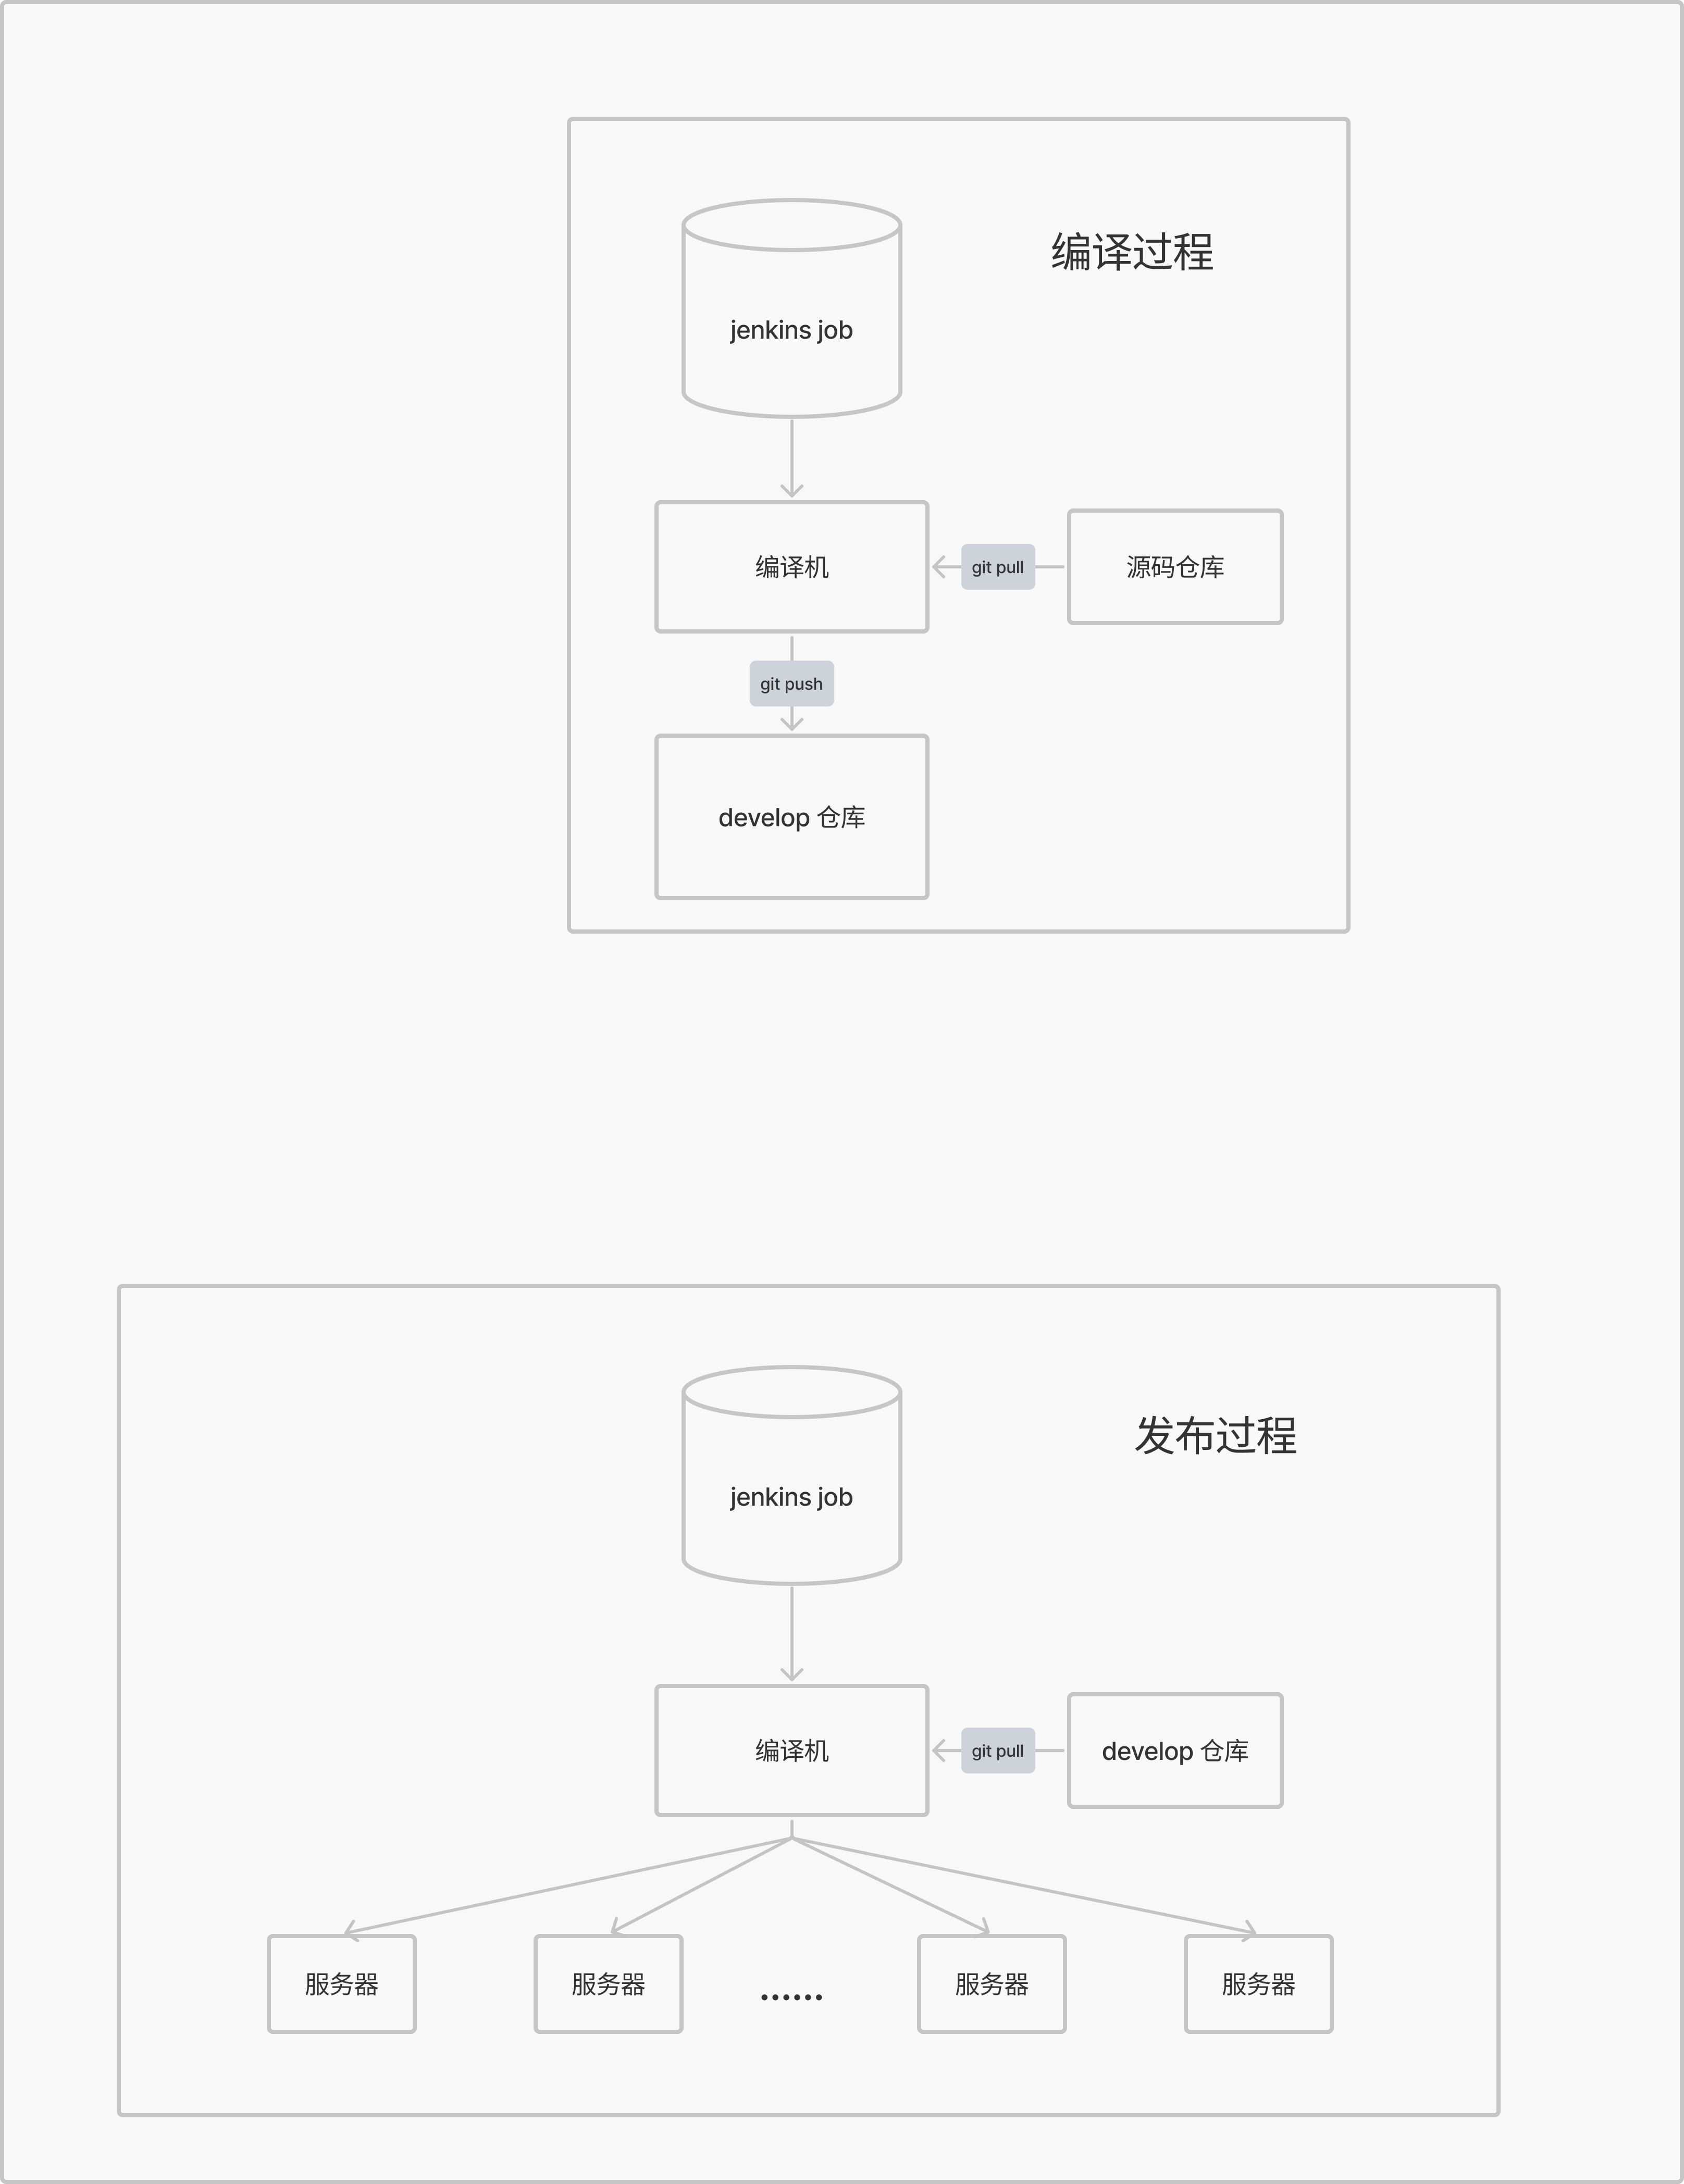 编译过程
jenkins job
编译机
git pull
源码仓库
git push
develop 仓库
发布过程
jenkins job
编译机
git pull
develop 仓库
服务器
服务器
......
服务器
服务器